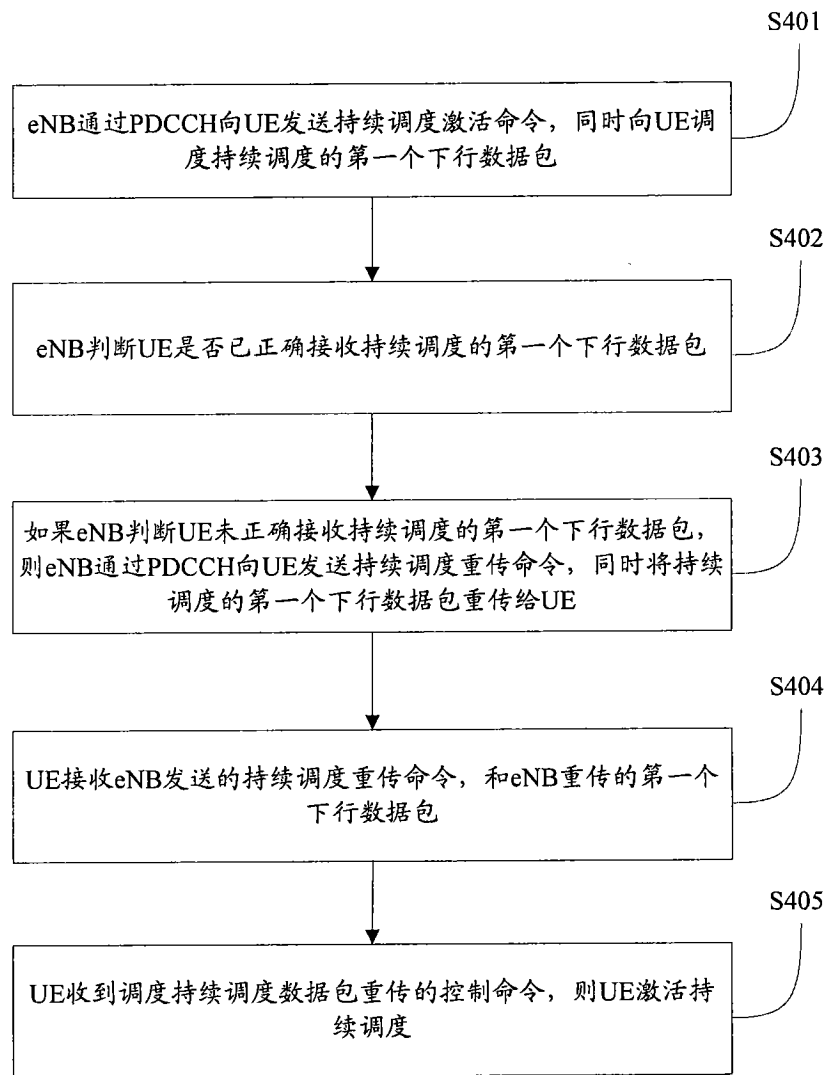 S401
eNB通过PDCCH向UE发送持续调度激活命令，同时向UE调
度持续调度的第一个下行数据包
S402
eNB判断UE是否已正确接收持续调度的第一个下行数据包
S403
如果eNB判断UE未正确接收持续调度的第一个下行数据包，
则eNB通过PDCCH向UE发送持续调度重传命令，同时将持续
调度的第一个下行数据包重传给UE
S404
UE接收eNB发送的持续调度重传命令，和eNB重传的第一个
下行数据包
S405
UE收到调度持续调度数据包重传的控制命令，则UE激活持
续调度